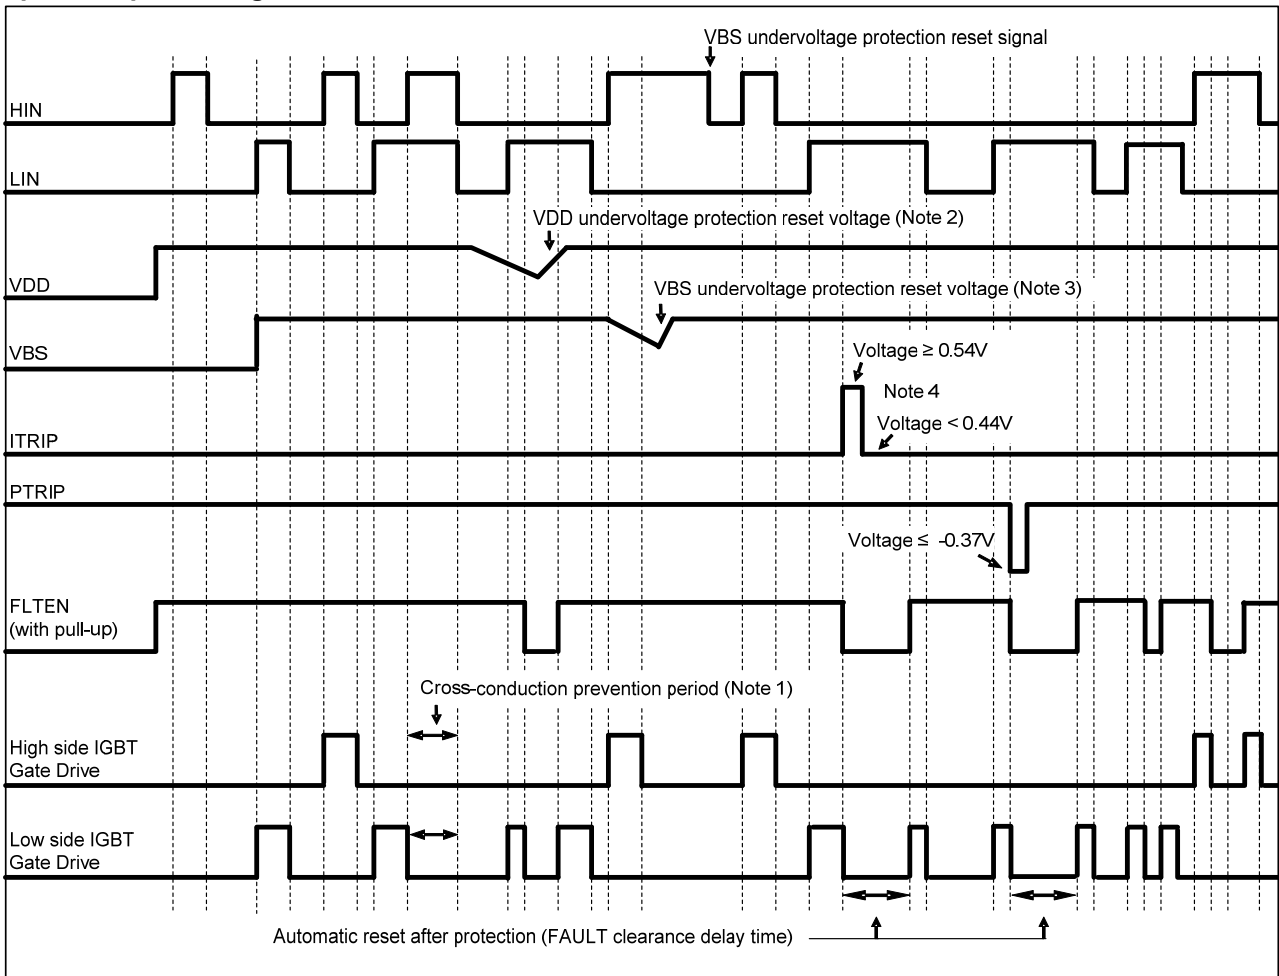 VBS undervoltage protection reset signal
HIN
LIN
VDD undervoltage protection reset voltage (Note 2)
VDD
VBS undervoltage protection reset voltage (Note 3)
VBS
Voltage ≥ 0.54V
Note 4
Voltage < 0.44V
ITRIP
PTRIP
Voltage ≤ -0.37V
FLTEN
(with pull-up)
Cross-conduction prevention period (Note 1)
High side IGBT
Gate Drive
Low side IGBT
Gate Drive
Automatic reset after protection (FAULT clearance delay time)